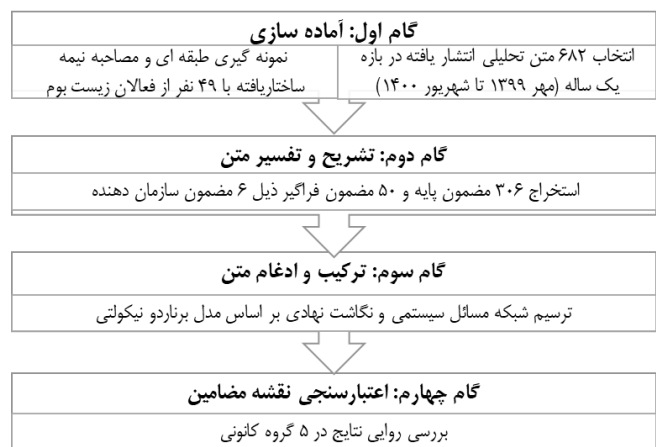 گام اول: آماده سازی
انتخاب ۶۸۲ متن تحلیلی انتشار یافته در بازه
یک ساله (مهر ۱۳۹۹ تا شهریور ۱۴۰۰)
نمونه گیری طبقه ای و مصاحبه نیمه
ساختاریافته با ۴۹ نفر از فعالان زیست بوم
گام دوم: تشریح و تفسیر متن
استخراج ۳۰۶ مضمون پایه و ۵۰ مضمون فراگیر ذیل ۶ مضمون سازمان دهنده
گام سوم: ترکیب و ادغام متن
ترسیم شبکه مسائل سیستمی و نگاشت نهادی بر اساس مدل برناردو نیکولتی
گام چهارم: اعتبارسنجی نقشه مضامین
بررسی روایی نتایج در ۵ گروه کانونی